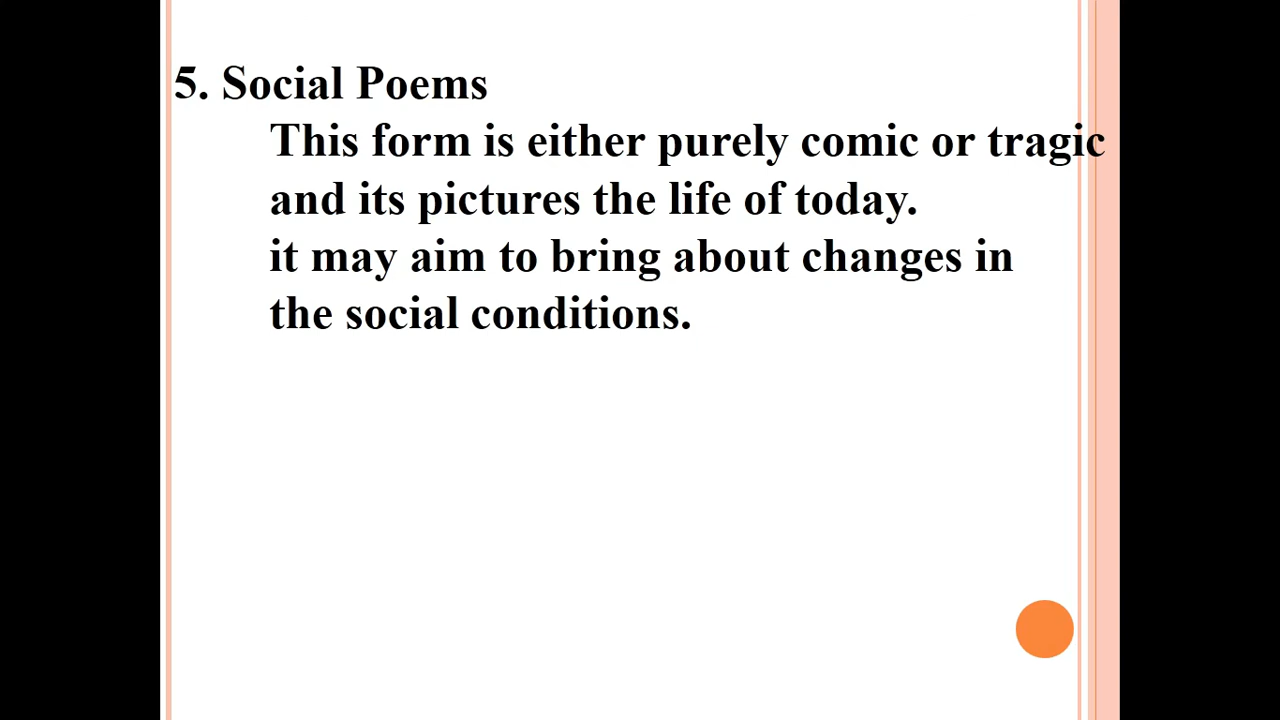 5. Social Poems
This form is either purely comic or tragic
and its pictures the life of today.
it may aim to bring about changes in
the social conditions.